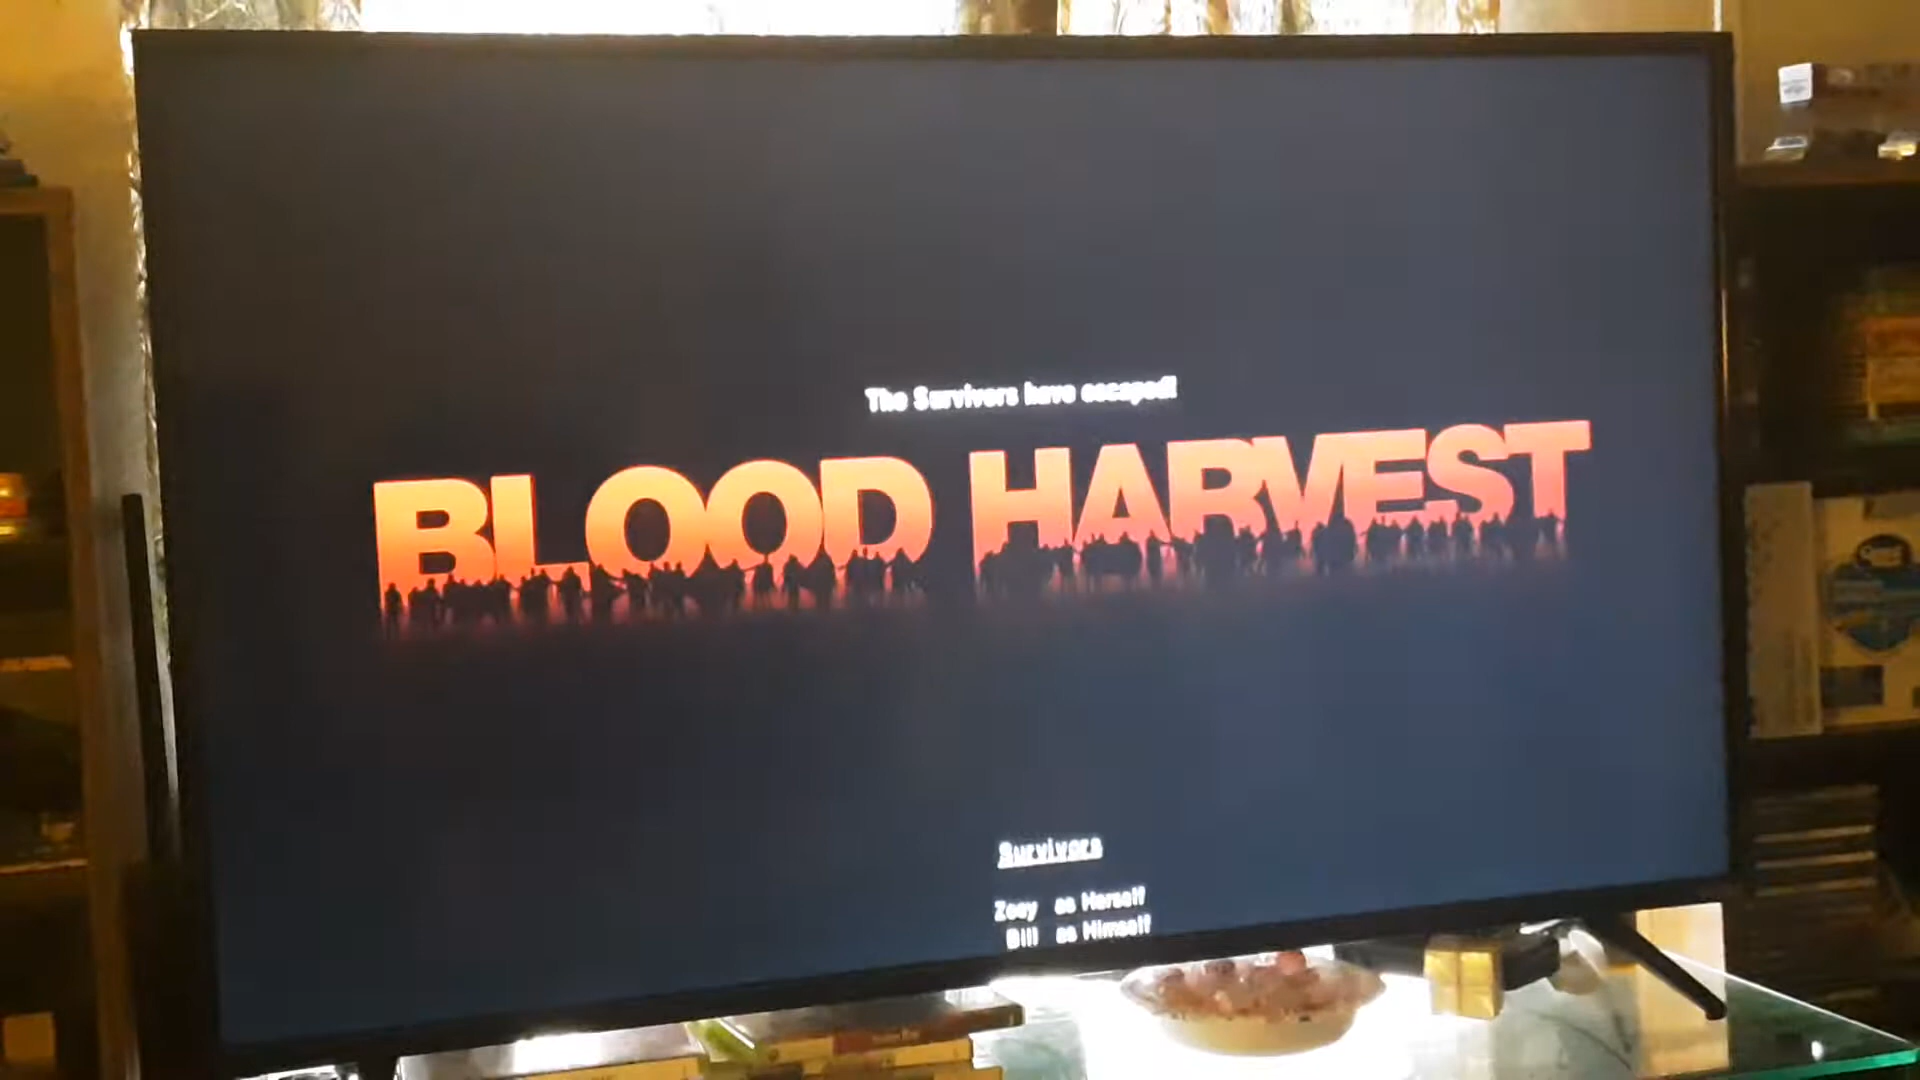 The Survivors have escaped!
BLOOD HARVEST
Survivors
Zoey as Herself
Bill as Himself